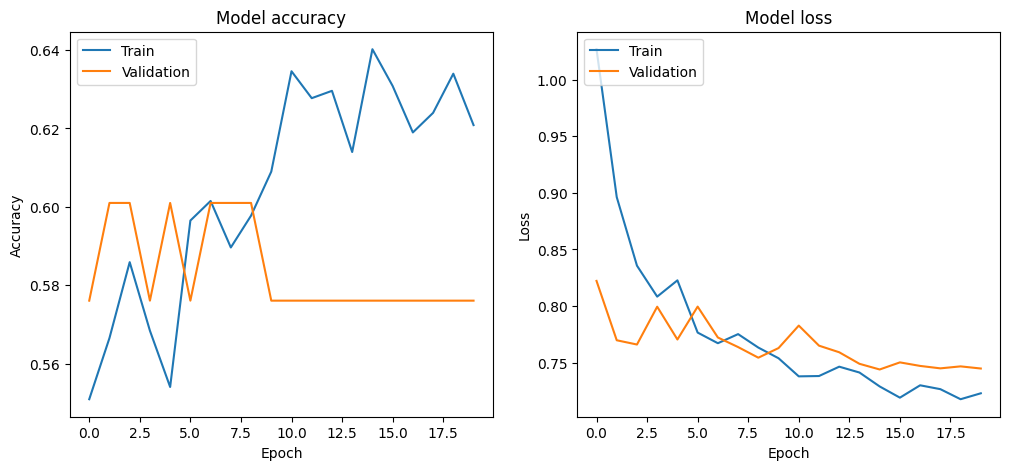 Model accuracy
Train
Validation
0.64
0.62
0.60
0.58
0.56
Accuracy
0.0 2.5 5.0 7.5 10.0 12.5 15.0 17.5
Epoch
Model loss
Train
Validation
1.00
0.95
0.90
0.85
0.80
0.75
Loss
0.0 2.5 5.0 7.5 10.0 12.5 15.0 17.5
Epoch